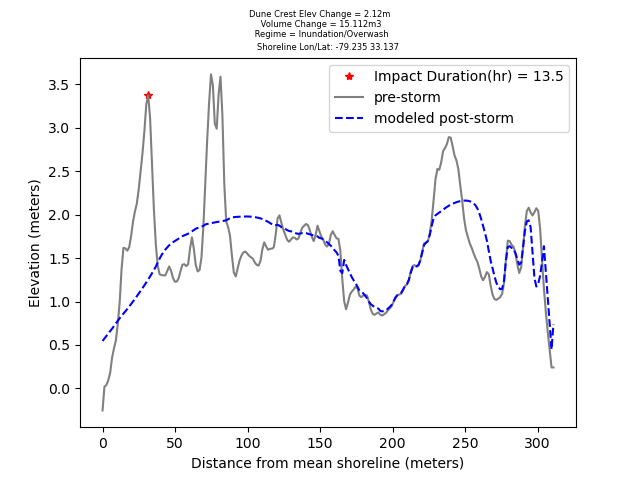 Dune Crest Elev Change = 2.12m
Volume Change = 15.112m3
Regime = Inundation/Overwash
Shoreline Lon/Lat: -79.235 33.137
Impact Duration(hr) = 13.5
pre-storm
modeled post-storm
Elevation (meters)
3.5
3.0
2.5
2.0
1.5
1.0
0.5
0.0
0 50 100 150 200 250 300
Distance from mean shoreline (meters)